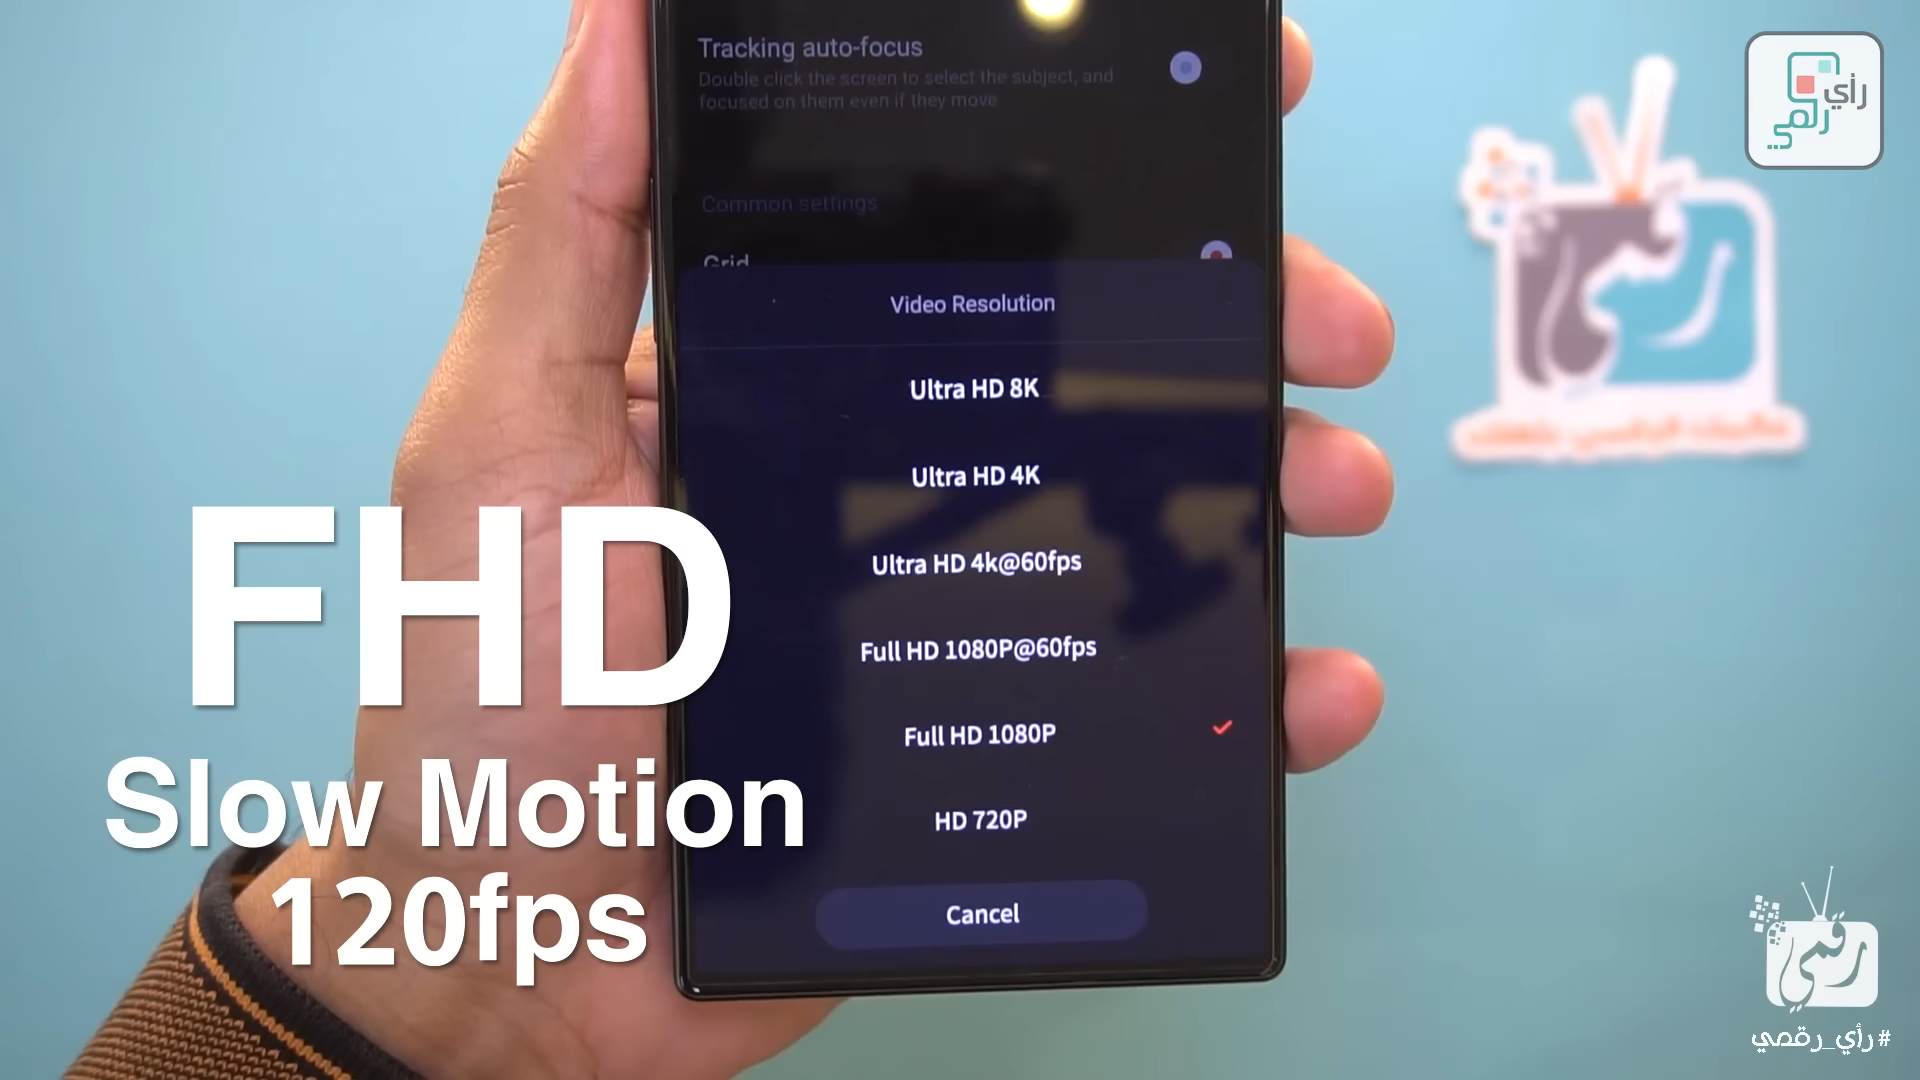 Tracking auto-focus
Double click the screen to select the subject, and
focused on them even if they move
Common settings
Grid
Video Resolution
Ultra HD 8K
Ultra HD 4K
Ultra HD 4k@60fps
Full HD 1080P@60fps
Full HD 1080P
HD 720P
Cancel
FHD
Slow Motion
120fps
رأي
رقمي
رقمي
#رأي_رقمي